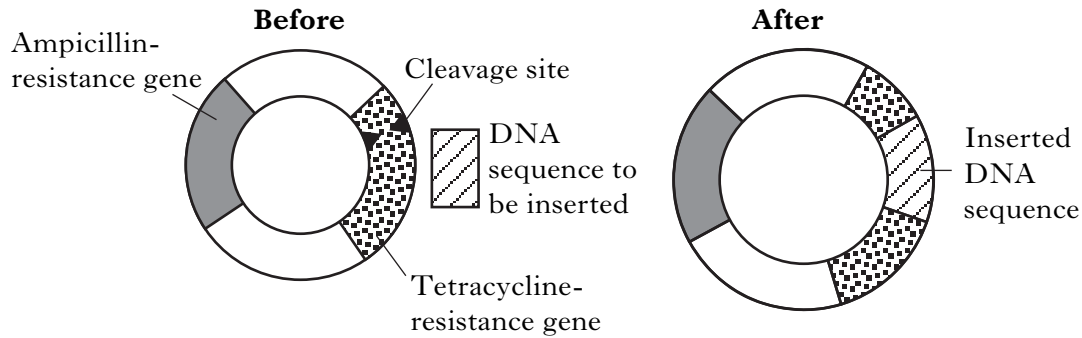 Before
After
Ampicillin-
resistance gene
Cleavage site
DNA
sequence to
be inserted
Tetracycline-
resistance gene
Inserted
DNA
sequence